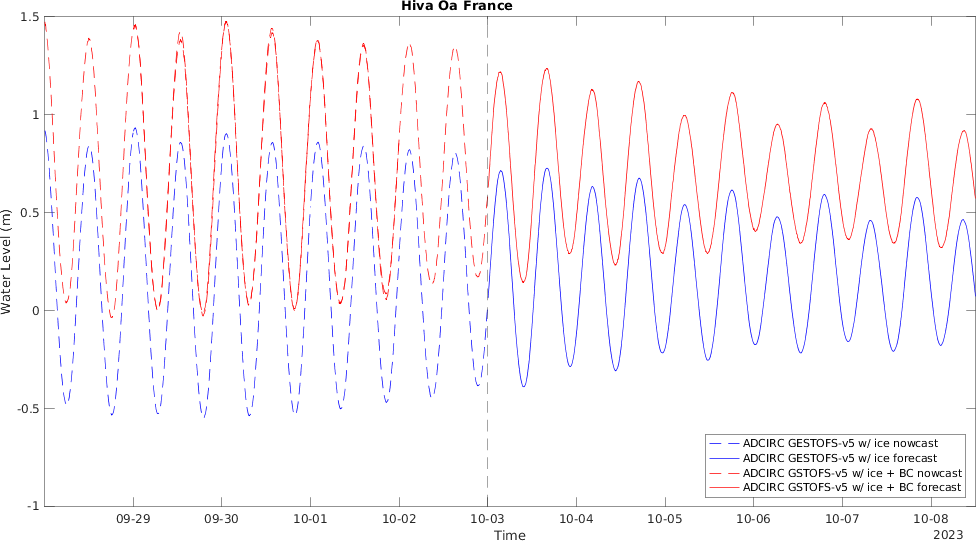 Hiva Oa France
1.5
1
0.5
0
-0.5
-1
Water Level (m)
ADCIRC GESTOFS-v5 w/ ice nowcast
ADCIRC GESTOFS-v5 w/ ice forecast
ADCIRC GSTOFS-v5 w/ ice + BC nowcast
ADCIRC GSTOFS-v5 w/ ice + BC forecast
09-29 09-30 10-01 10-02 10-03 10-04 10-05 10-06 10-07 10-08
Time
2023